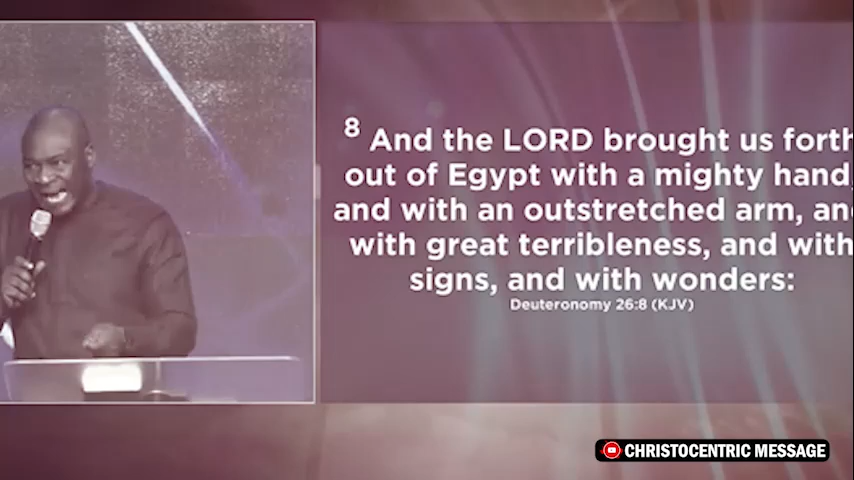 8 And the LORD brought us forth
out of Egypt with a mighty hand,
and with an outstretched arm, and
with great terribleness, and with
signs, and with wonders:
Deuteronomy 26:8 (KJV)
CHRISTOCENTRIC MESSAGE